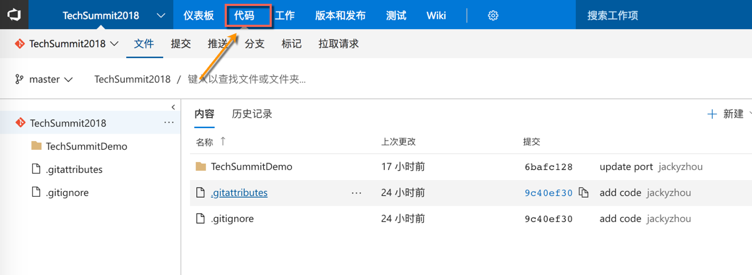 TechSummit2018 仪表板 代码 工作 版本和发布 测试 Wiki 搜索工作项
TechSummit2018 文件 提交 推送 分支 标记 拉取请求
master TechSummit2018 / 键入以查找文件或文件夹...
TechSummit2018 ...
TechSummitDemo
.gitattributes
.gitignore
内容 历史记录 + 新建
名称 ↑ 上次更改 提交
TechSummitDemo 17 小时前 6bafc128 update port jackyzhou
.gitattributes ... 24 小时前 9c40ef30 add code jackyzhou
.gitignore 24 小时前 9c40ef30 add code jackyzhou